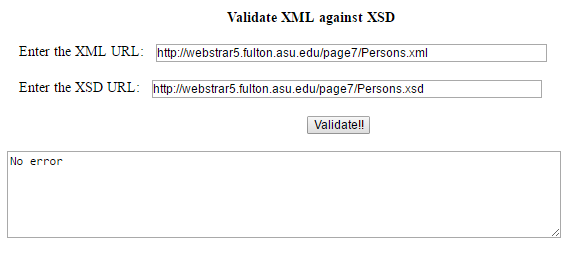 Validate XML against XSD
Enter the XML URL: http://webstrar5.fulton.asu.edu/page7/Persons.xml
Enter the XSD URL: http://webstrar5.fulton.asu.edu/page7/Persons.xsd
Validate!!
No error